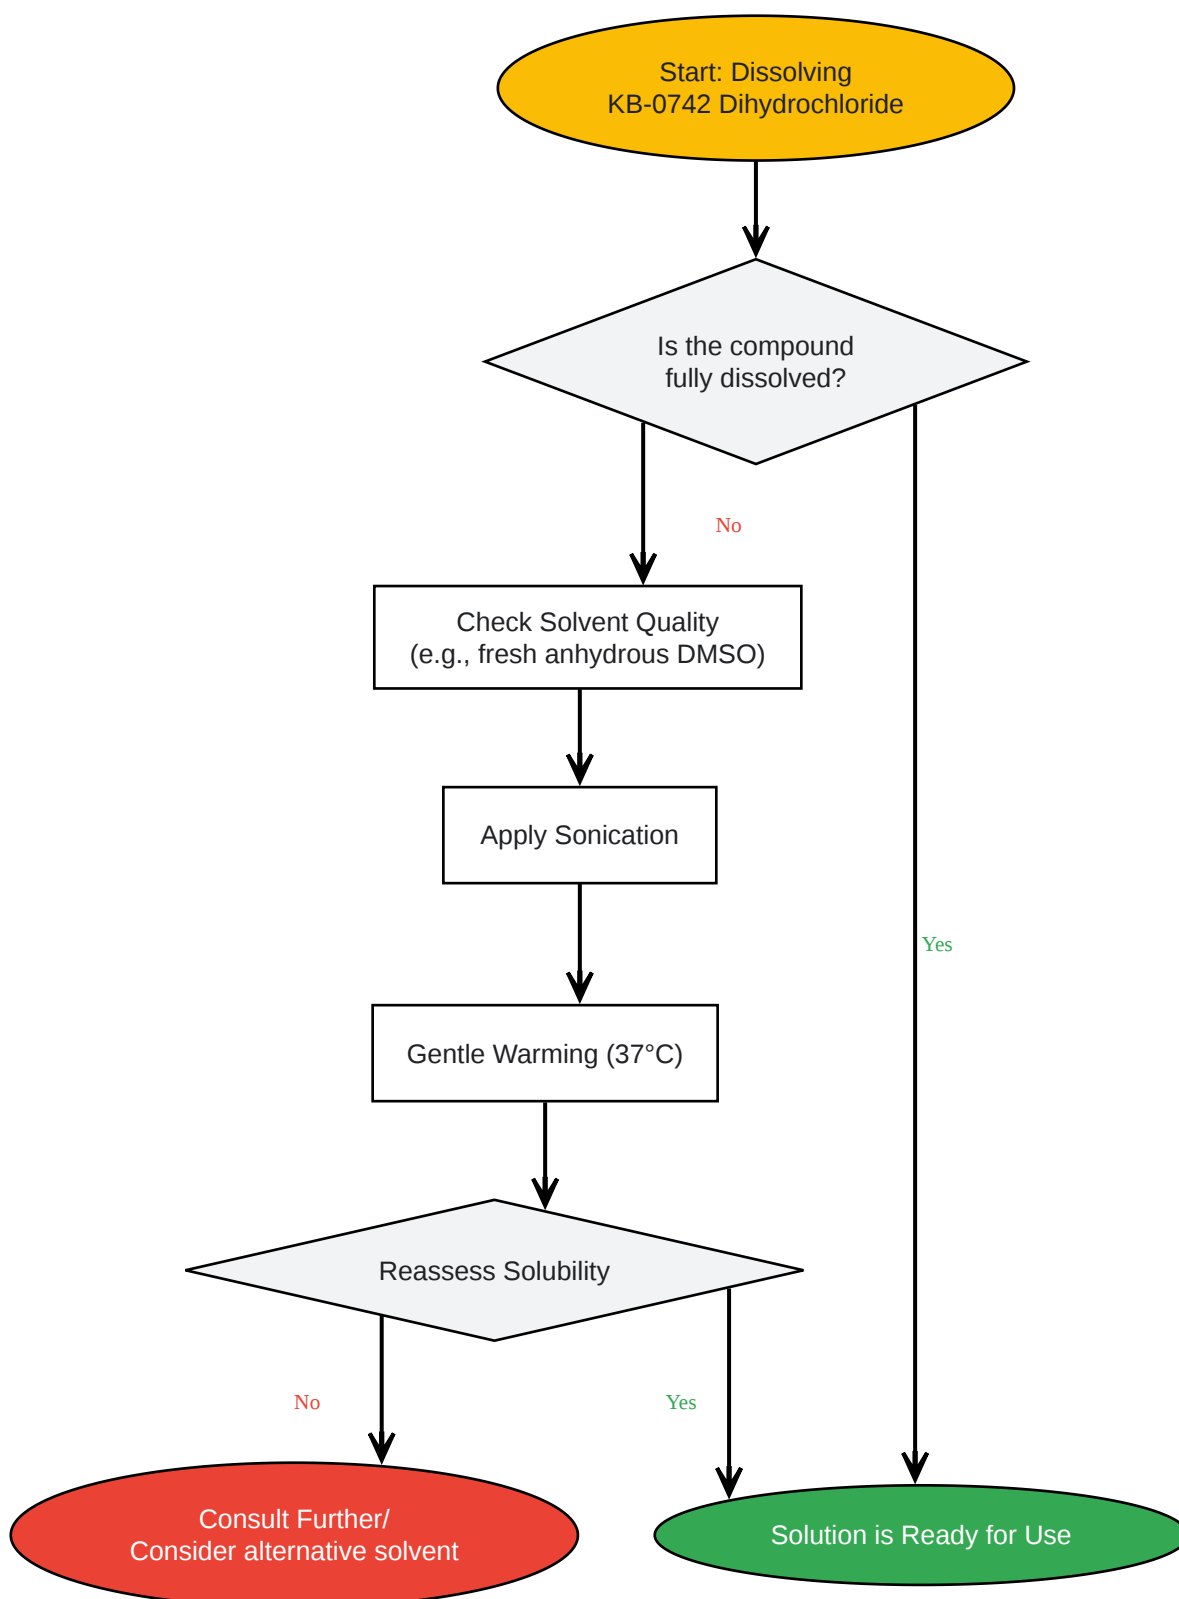 Start: Dissolving
KB-0742 Dihydrochloride
Is the compound
fully dissolved?
No
Check Solvent Quality
(e.g., fresh anhydrous DMSO)
Apply Sonication
Yes
Gentle Warming (37°C)
Reassess Solubility
No
Yes
Consult Further/
Consider alternative solvent
Solution is Ready for Use